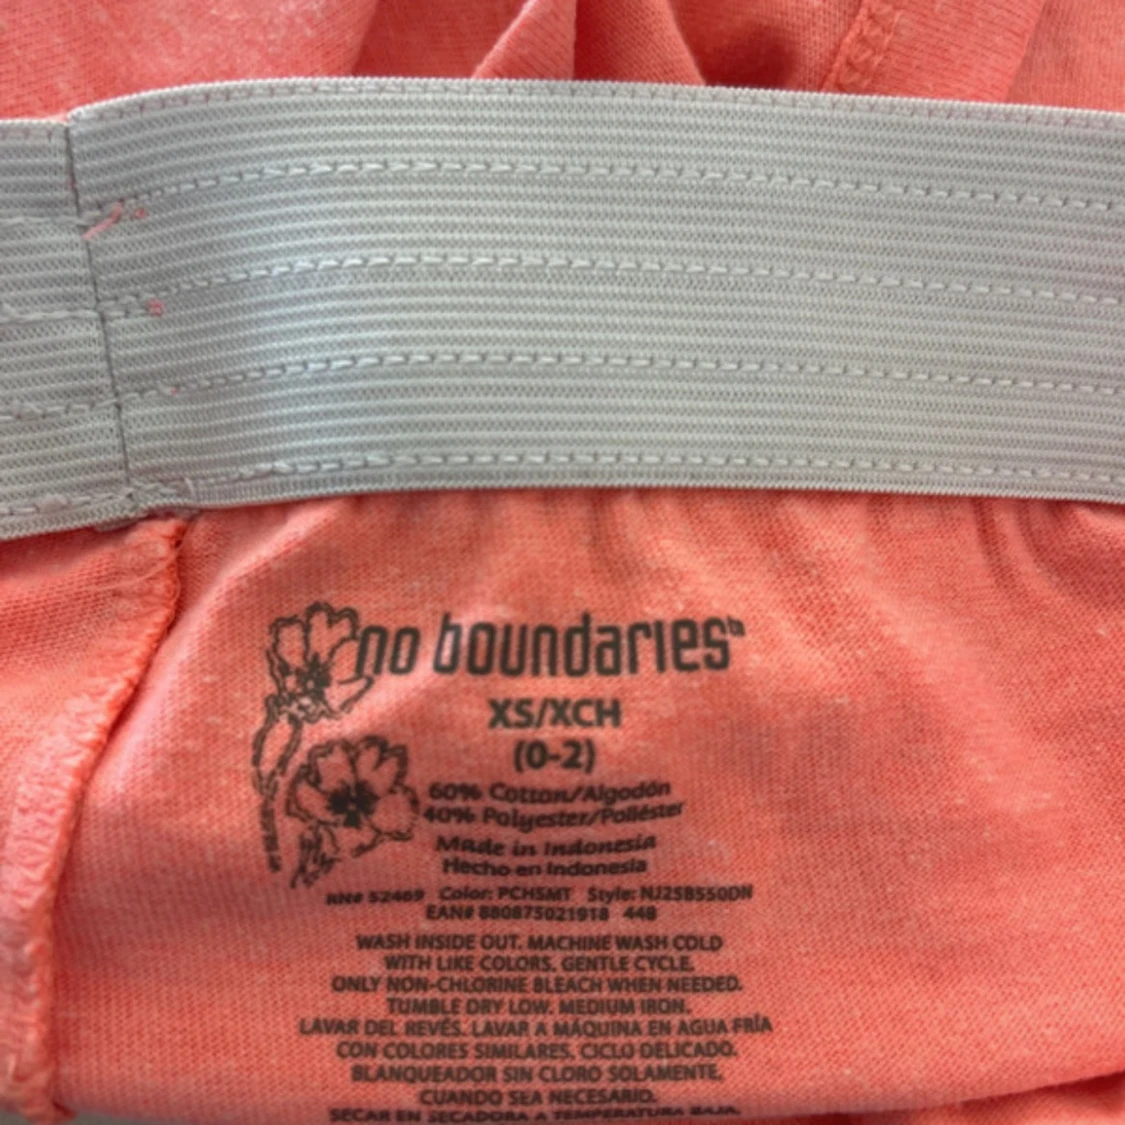 no boundaries®
XS/XCH
(0-2)
60% Cotton/Algodón
40% Polyester/Poliéster
Made in Indonesia
Hecho en Indonesia
RN# 52469 Color: PCHSMT Style: NJ25B550DN
EAN# 880875021918 448
WASH INSIDE OUT. MACHINE WASH COLD
WITH LIKE COLORS. GENTLE CYCLE.
ONLY NON-CHLORINE BLEACH WHEN NEEDED.
TUMBLE DRY LOW. MEDIUM IRON.
LAVAR DEL REVÉS. LAVAR A MÁQUINA EN AGUA FRÍA
CON COLORES SIMILARES. CICLO DELICADO.
BLANQUEADOR SIN CLORO SOLAMENTE,
CUANDO SEA NECESARIO.
SECAR EN SECADORA A TEMPERATURA BAJA.